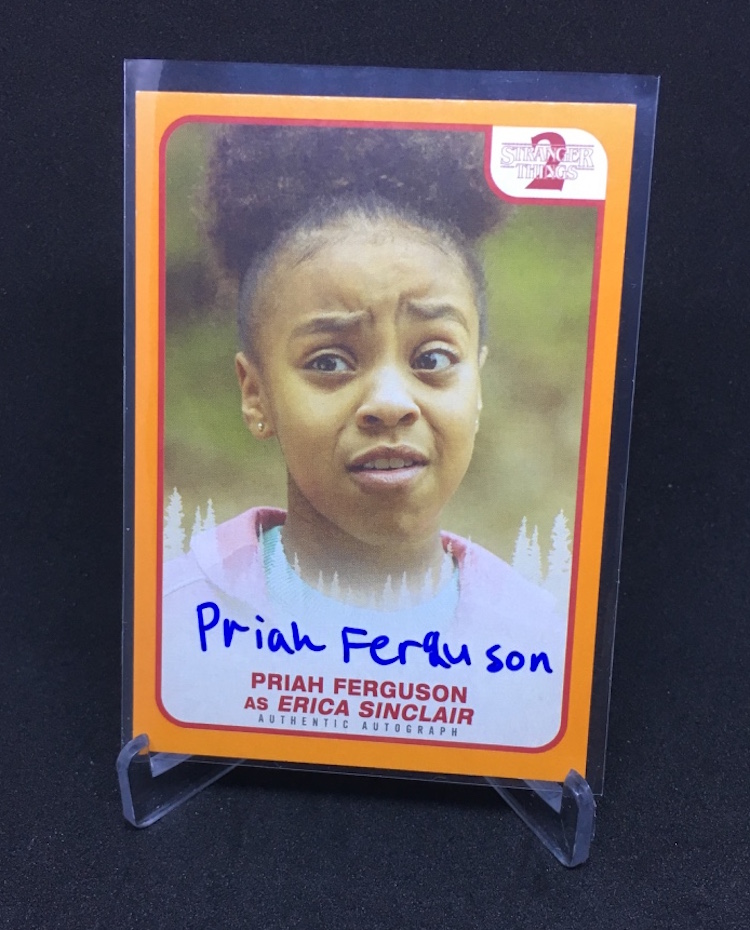 2
STRANGER
THINGS
Priah Ferguson
PRIAH FERGUSON
AS ERICA SINCLAIR
AUTHENTIC AUTOGRAPH